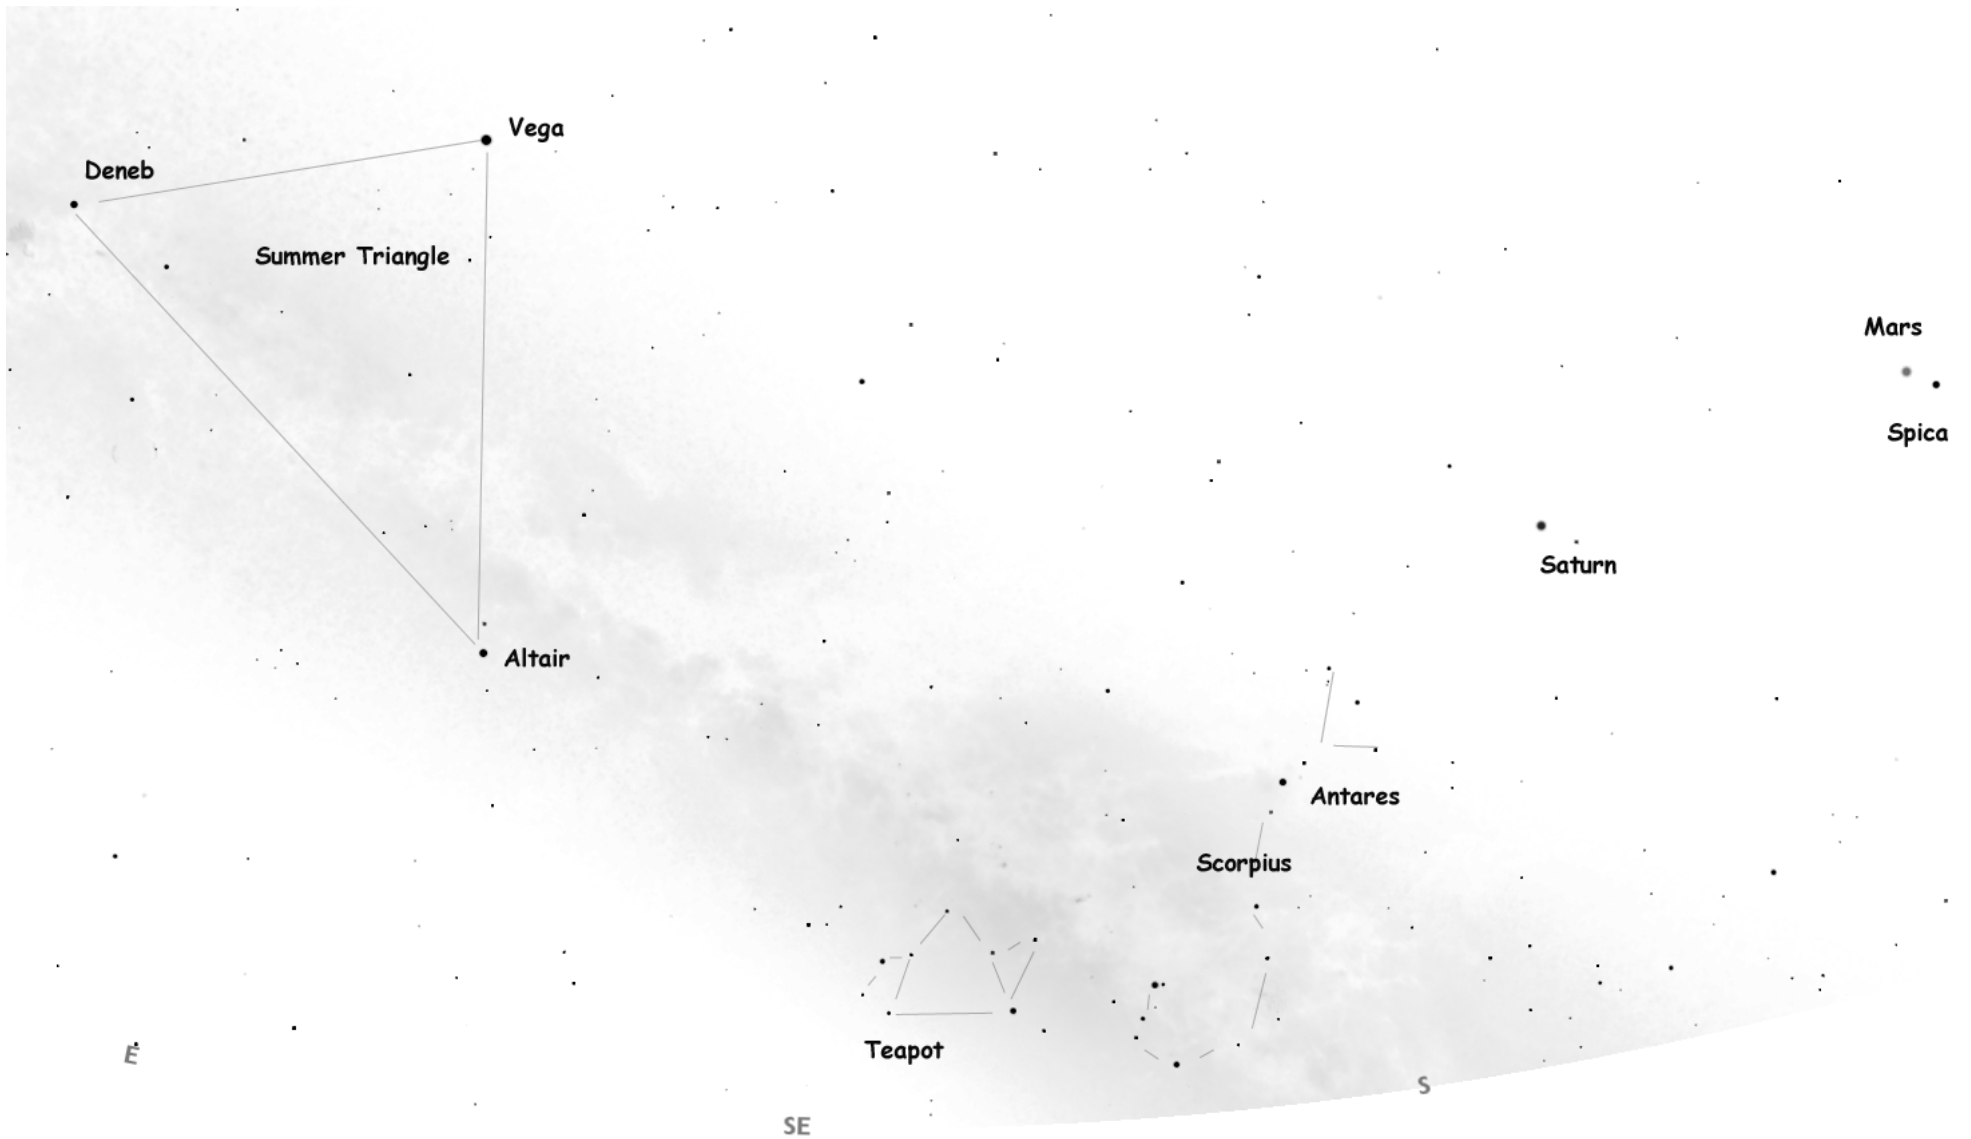 Vega
Deneb
Summer Triangle
Mars
Spica
Saturn
Altair
Antares
Scorpius
Teapot
E
S
SE